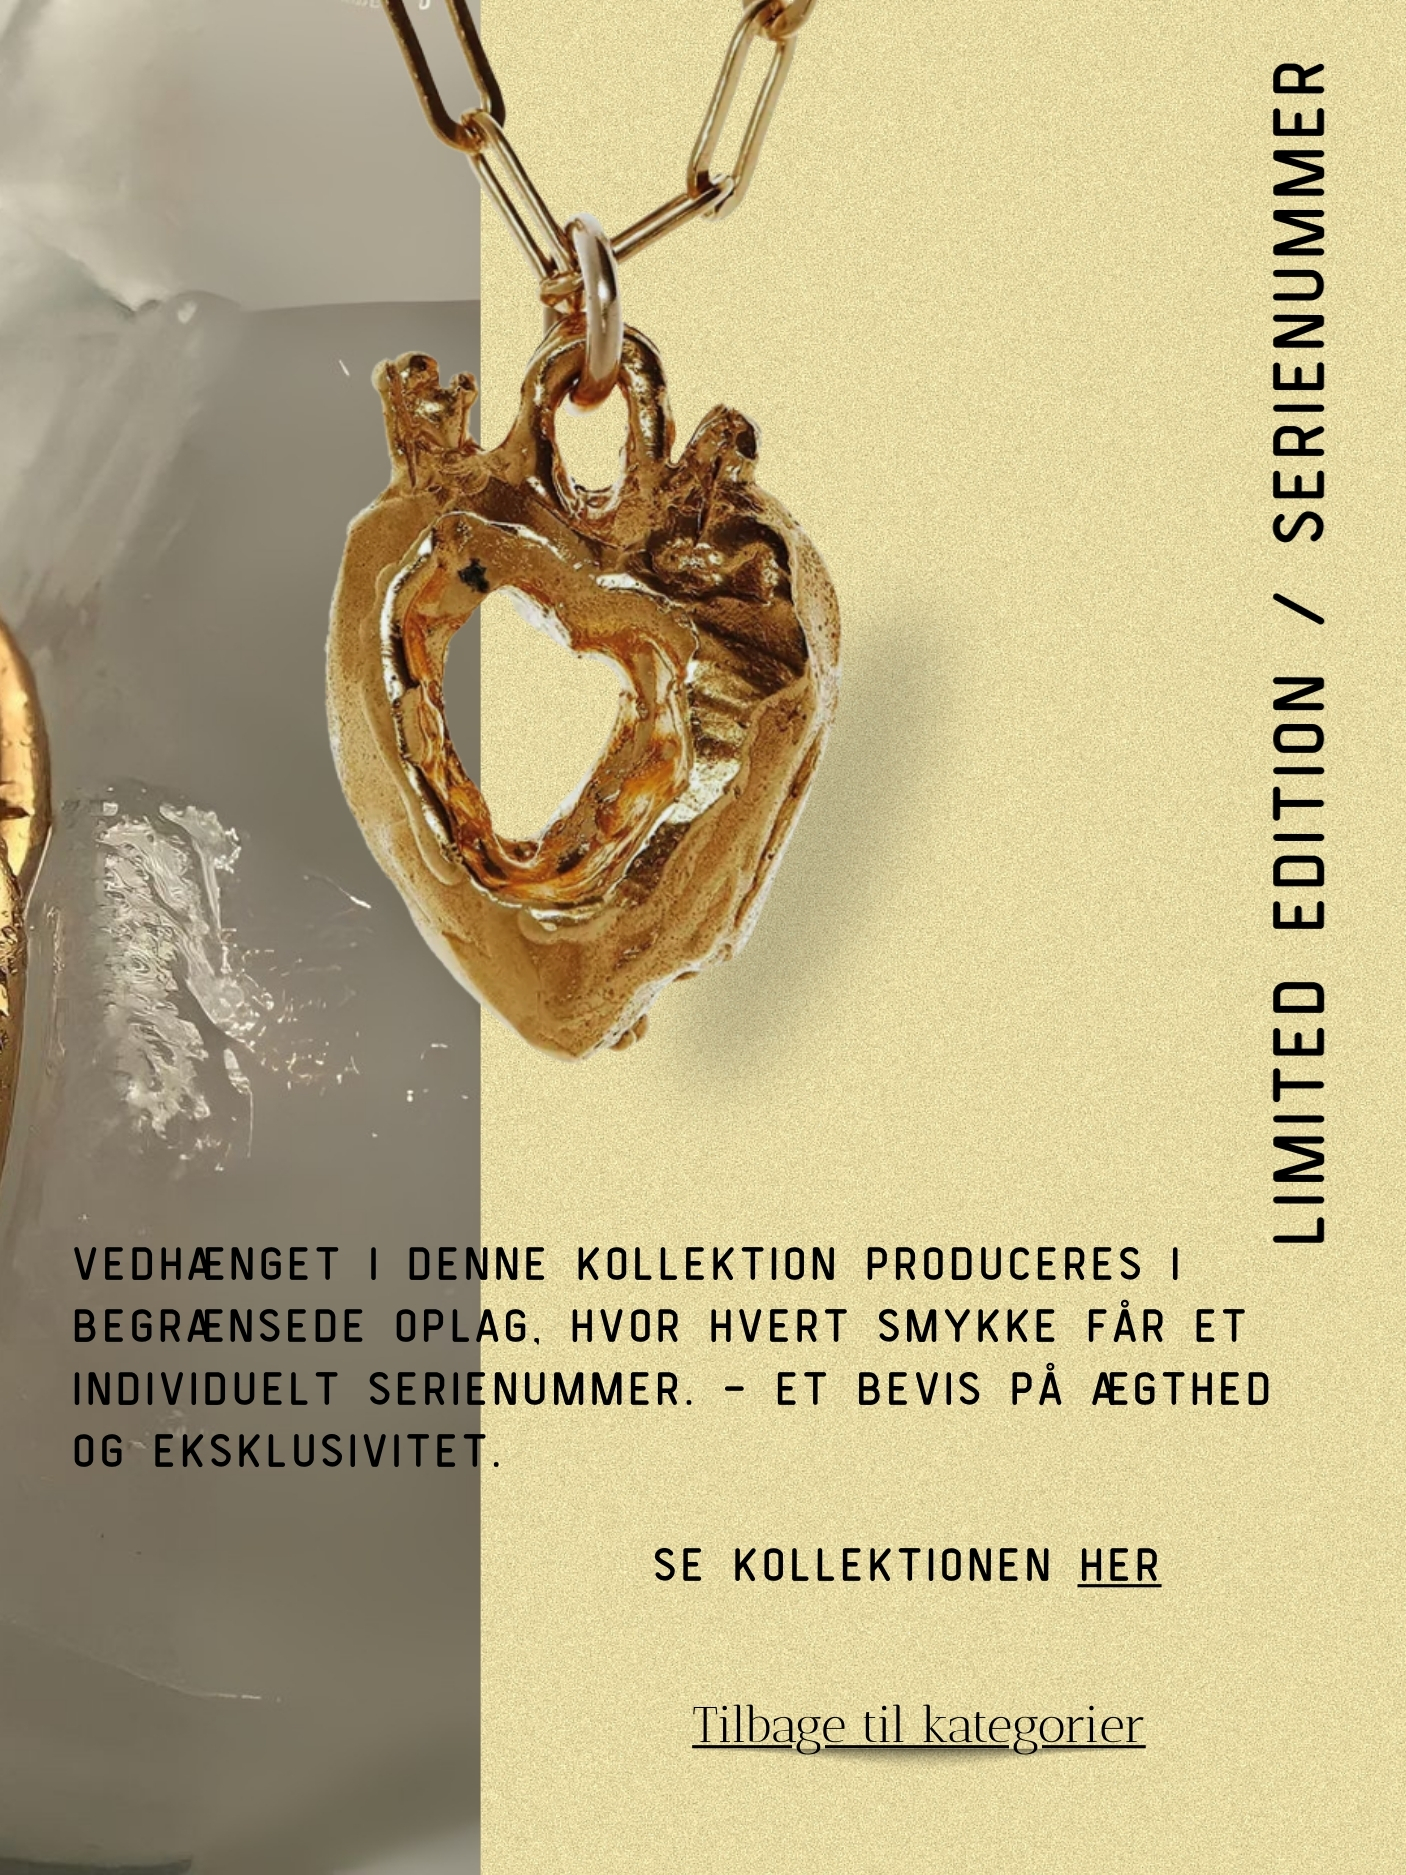 LIMITED EDITION / SERIENUMMER
VEDHÆNGET I DENNE KOLLEKTION PRODUCERES I
BEGRÆNSEDE OPLAG, HVOR HVERT SMYKKE FÅR ET
INDIVIDUELT SERIENUMMER. – ET BEVIS PÅ ÆGTHED
OG EKSKLUSIVITET.
SE KOLLEKTIONEN HER
Tilbage til kategorier